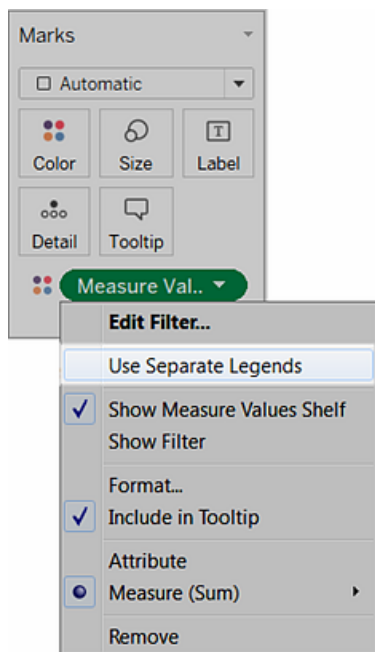 Marks
Automatic
Color Size Label
T
Detail Tooltip
Measure Val..
Edit Filter...
Use Separate Legends
Show Measure Values Shelf
Show Filter
Format...
Include in Tooltip
Attribute
Measure (Sum)
Remove